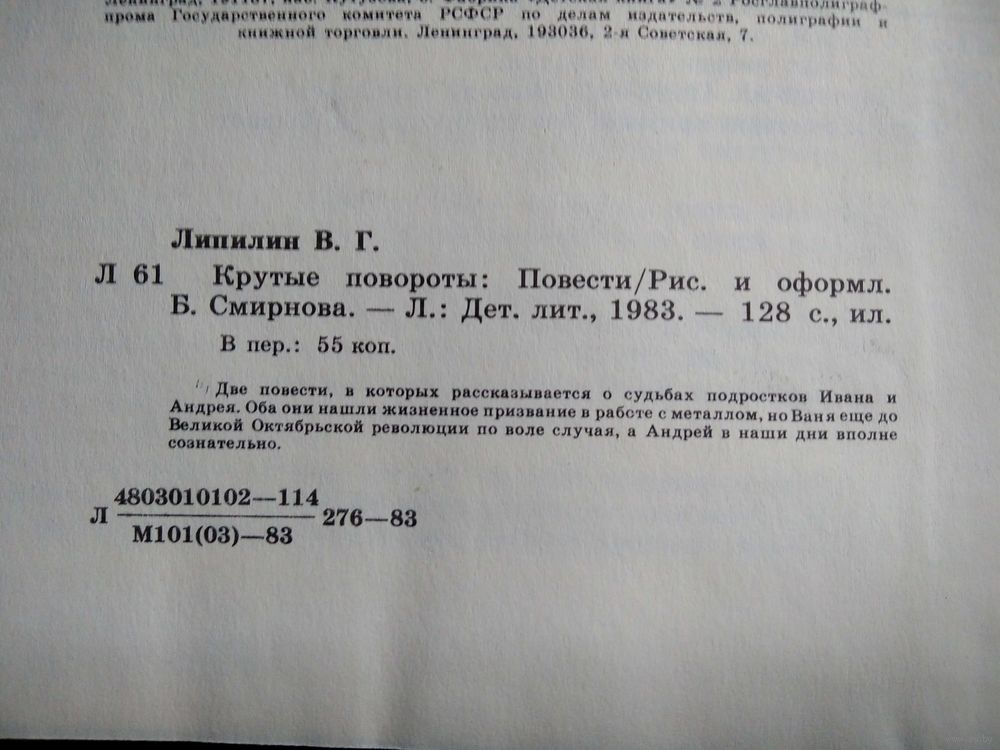 прома Государственного комитета РСФСР по делам издательств, полиграфии и
книжной торговли. Ленинград, 193036, 2-я Советская, 7.
Липилин В. Г.
Л 61 Крутые повороты: Повести/Рис. и оформл.
Б. Смирнова. — Л.: Дет. лит., 1983. — 128 с., ил.
В пер.: 55 коп.
Две повести, в которых рассказывается о судьбах подростков Ивана и
Андрея. Оба они нашли жизненное призвание в работе с металлом, но Ваня еще до
Великой Октябрьской революции по воле случая, а Андрей в наши дни вполне
сознательно.
4803010102—114
Л 276—83
М101(03)—83